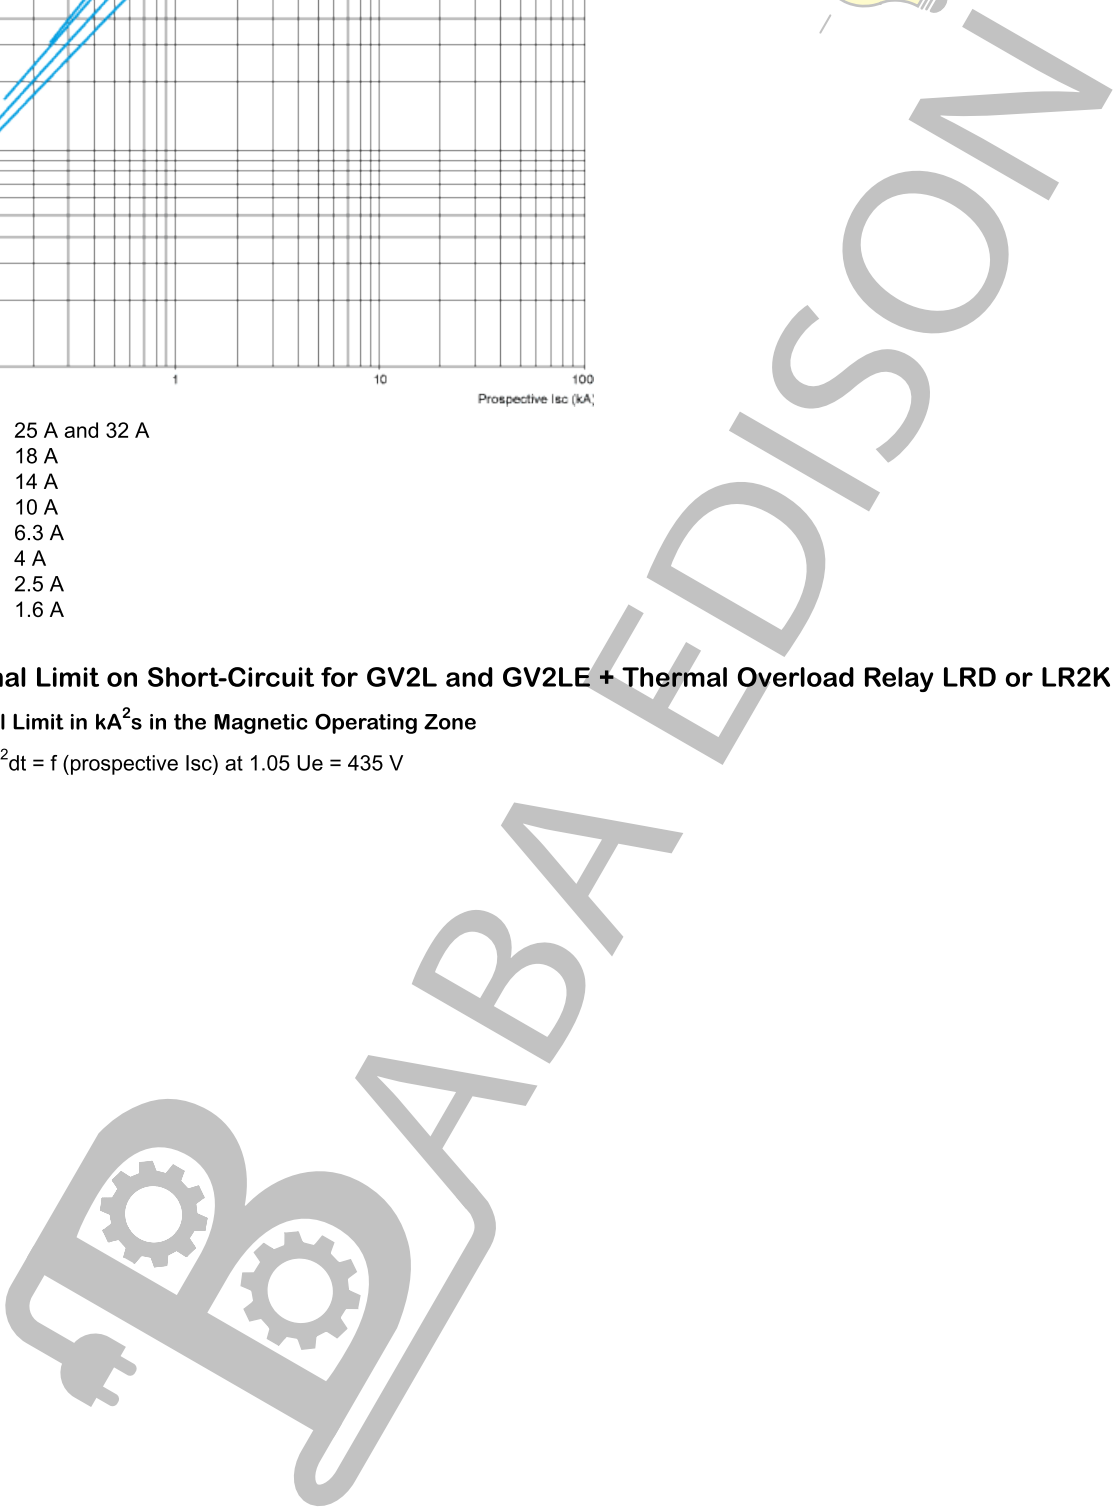 1 10 100
Prospective Isc (kA)
25 A and 32 A
18 A
14 A
10 A
6.3 A
4 A
2.5 A
1.6 A
nal Limit on Short-Circuit for GV2L and GV2LE + Thermal Overload Relay LRD or LR2K
l Limit in kA²s in the Magnetic Operating Zone
²dt = f (prospective Isc) at 1.05 Ue = 435 V
BABA EDISON